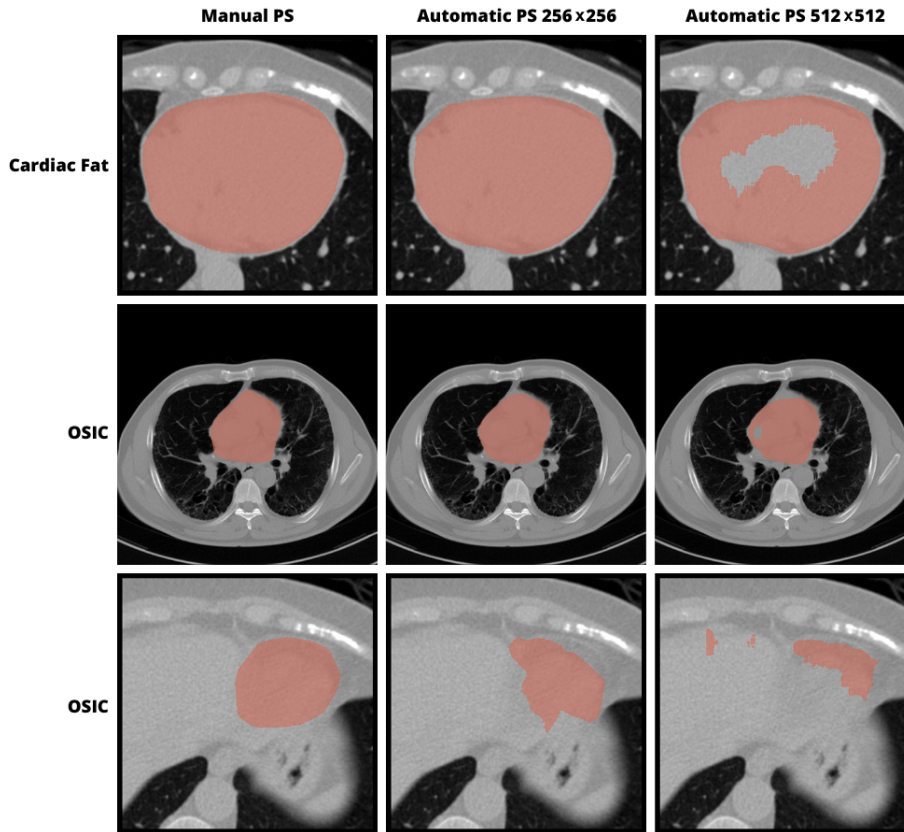 Manual PS
Automatic PS 256×256
Automatic PS 512×512
Cardiac Fat
OSIC
OSIC